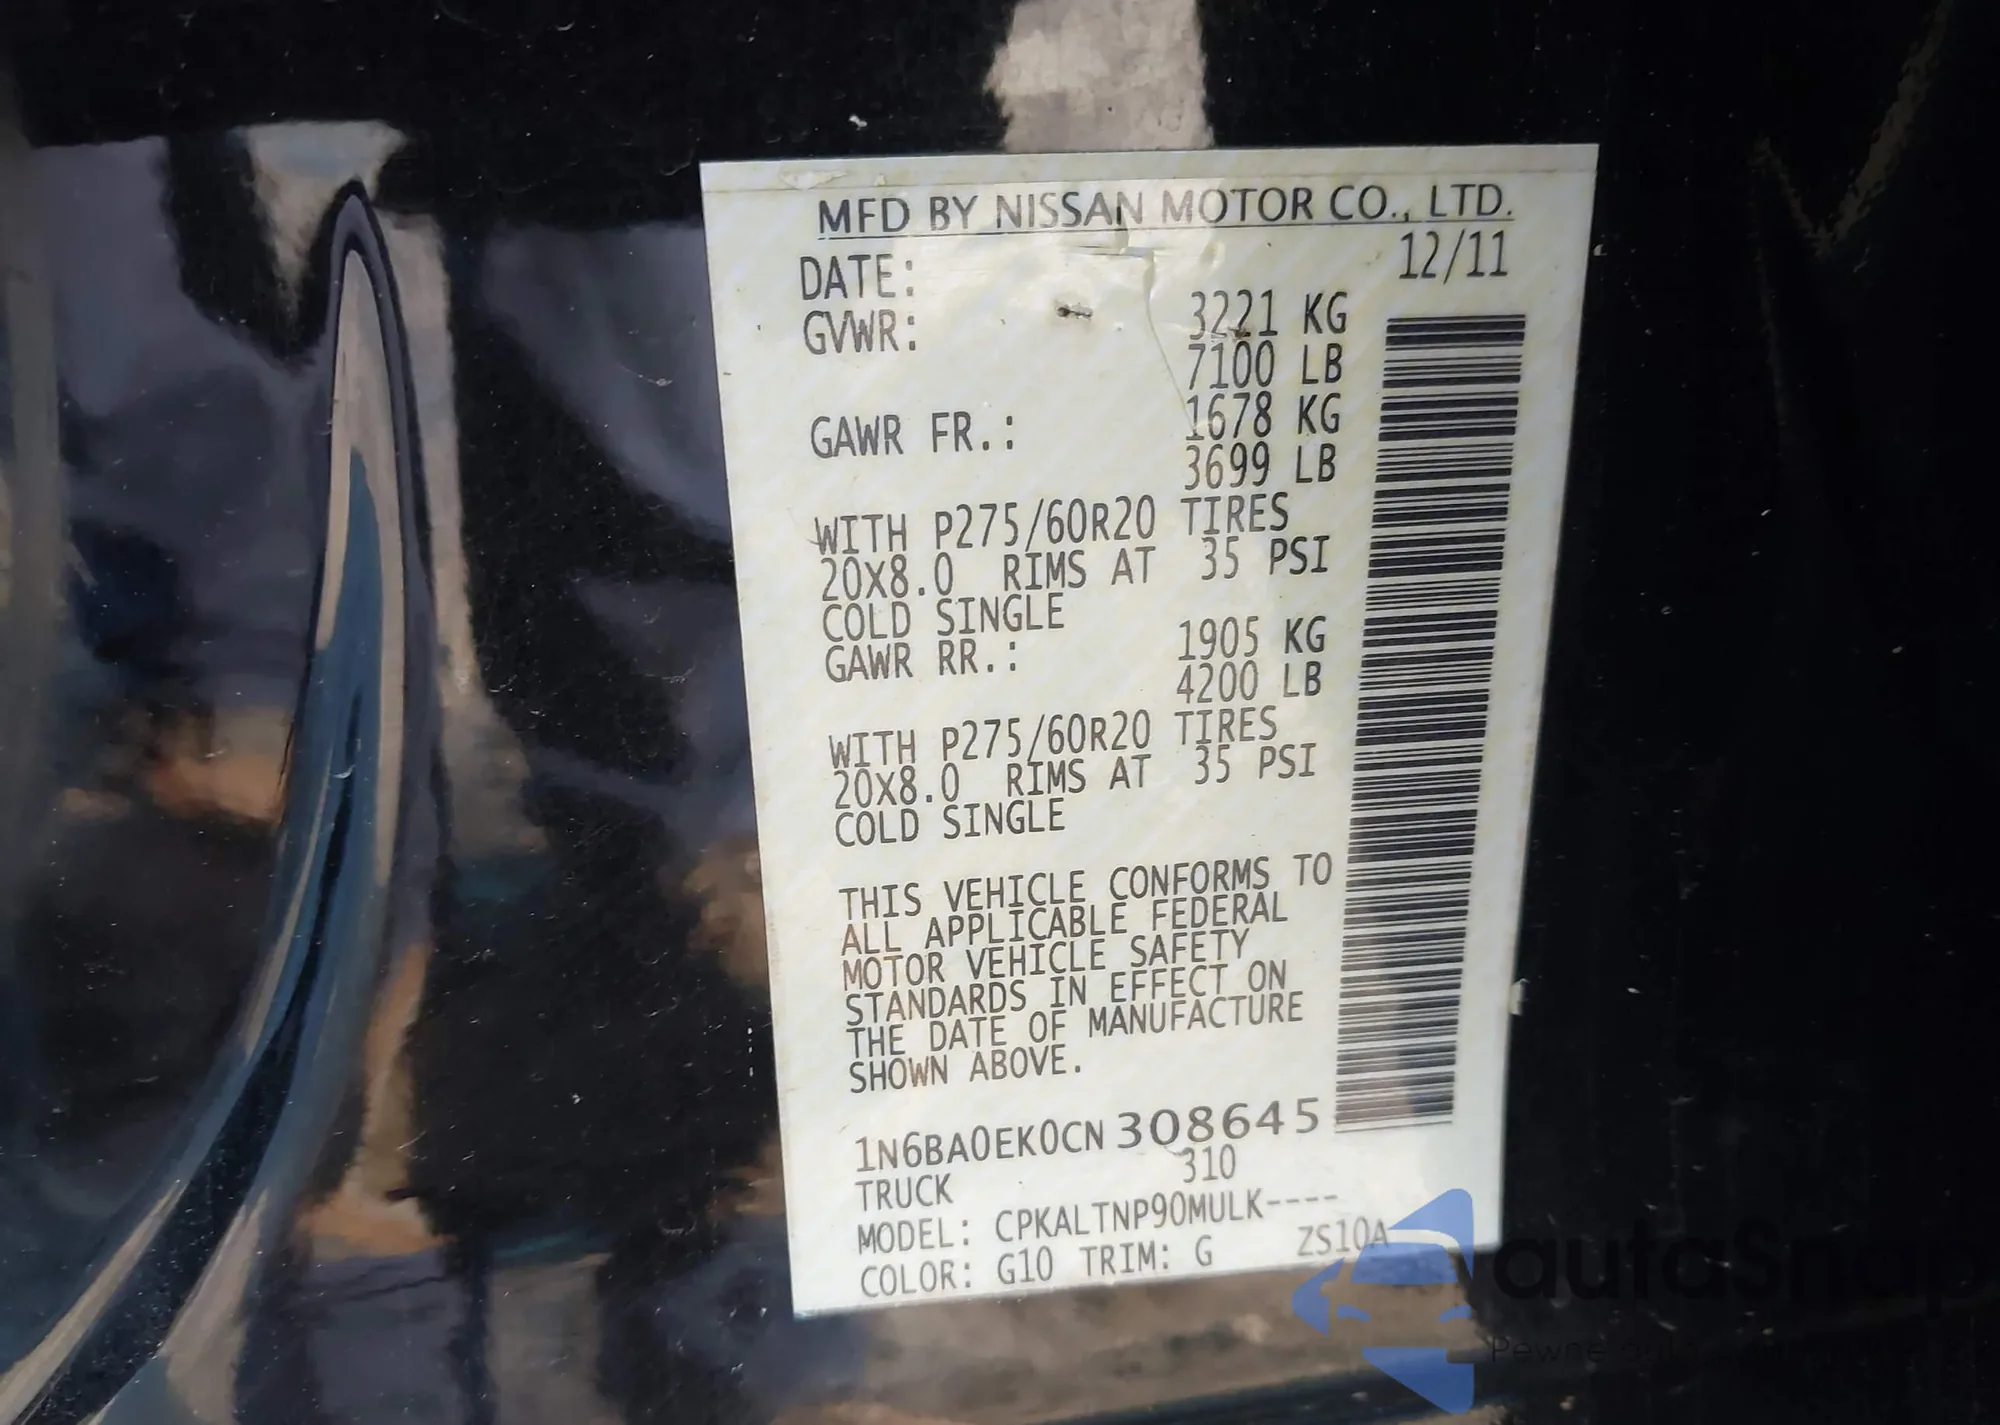 MFD BY NISSAN MOTOR CO., LTD.
DATE: 12/11
GVWR: 3221 KG
7100 LB
GAWR FR.: 1678 KG
3699 LB
WITH P275/60R20 TIRES
20X8.0 RIMS AT 35 PSI
COLD SINGLE
GAWR RR.: 1905 KG
4200 LB
WITH P275/60R20 TIRES
20X8.0 RIMS AT 35 PSI
COLD SINGLE
THIS VEHICLE CONFORMS TO
ALL APPLICABLE FEDERAL
MOTOR VEHICLE SAFETY
STANDARDS IN EFFECT ON
THE DATE OF MANUFACTURE
SHOWN ABOVE.
1N6BA0EK0CN 308645
TRUCK 310
MODEL: CPKALTNP90MULK----
COLOR: G10 TRIM: G ZS10A
autaSnap
Pewne auta